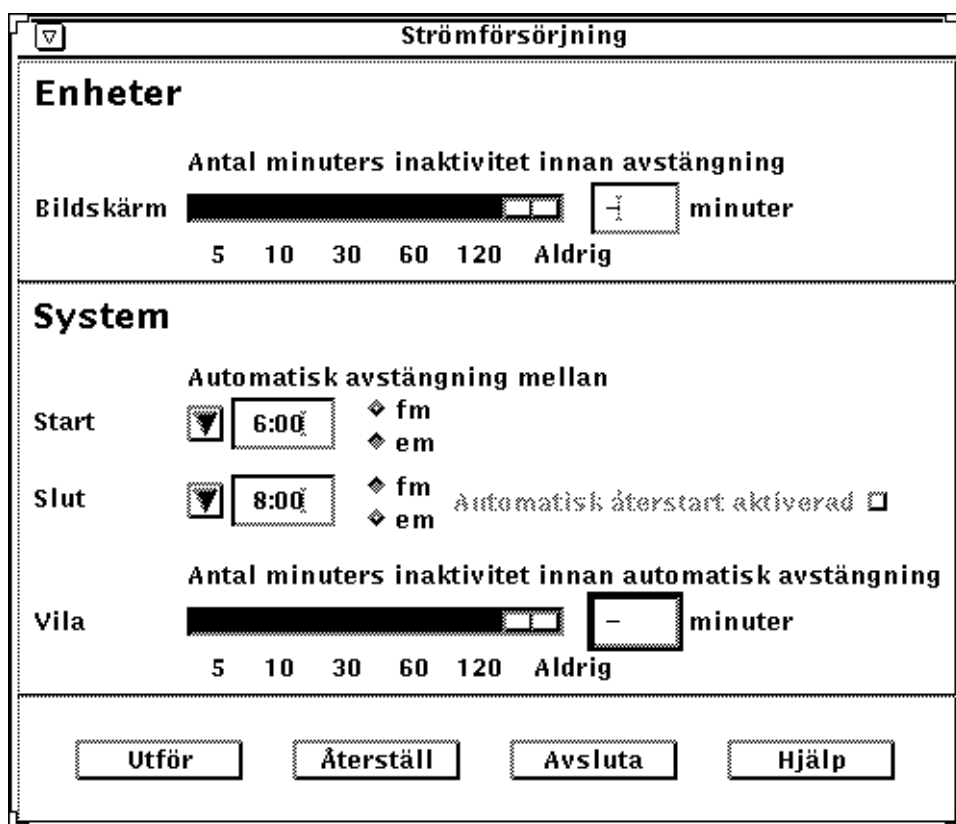 Strömförsörjning
Enheter
Antal minuters inaktivitet innan avstängning
Bildskärm – minuter
5 10 30 60 120 Aldrig
System
Automatisk avstängning mellan
Start 6:00 fm
em
Slut 8:00 fm
em Automatisk återstart aktiverad
Antal minuters inaktivitet innan automatisk avstängning
Vila – minuter
5 10 30 60 120 Aldrig
Utför Återställ Avsluta Hjälp